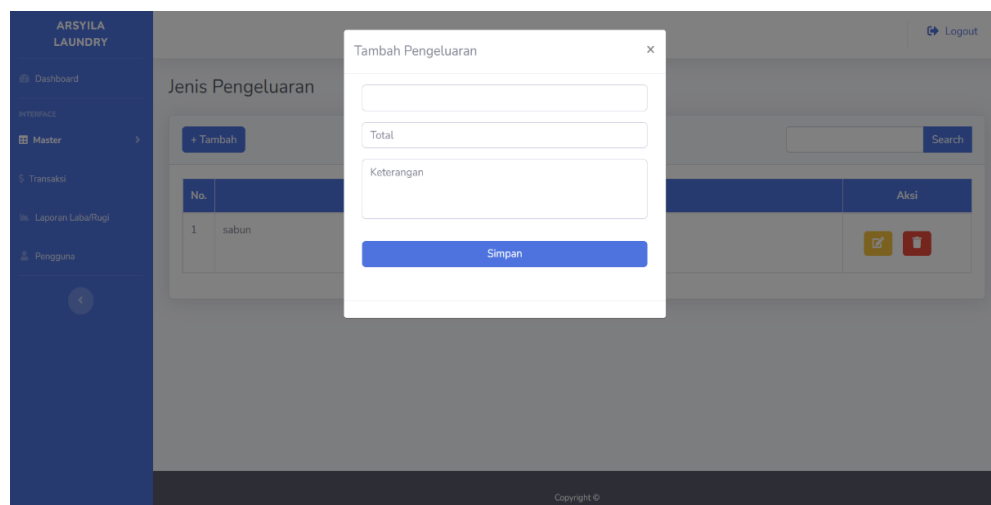 ARSYILA
LAUNDRY
Logout
Tambah Pengeluaran
×
Dashboard
Jenis Pengeluaran
INTERFACE
Master
+ Tambah
Total
Search
Keterangan
$ Transaksi
No.
Aksi
Laporan Laba/Rugi
1 sabun
Pengguna
Simpan
Copyright ©